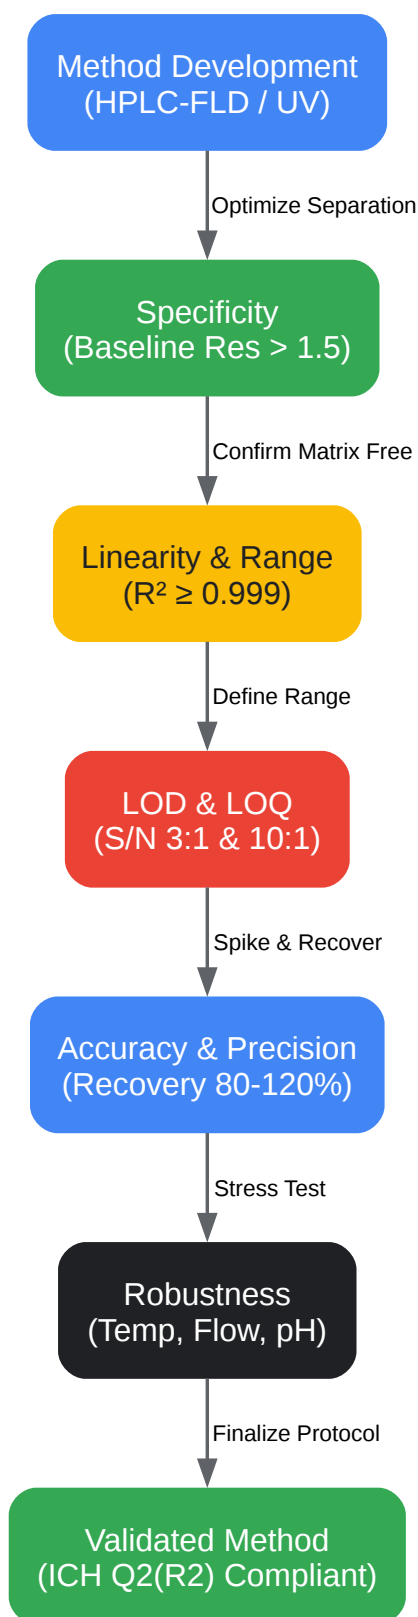 Method Development
(HPLC-FLD / UV)
Optimize Separation
Specificity
(Baseline Res > 1.5)
Confirm Matrix Free
Linearity & Range
(R² ≥ 0.999)
Define Range
LOD & LOQ
(S/N 3:1 & 10:1)
Spike & Recover
Accuracy & Precision
(Recovery 80-120%)
Stress Test
Robustness
(Temp, Flow, pH)
Finalize Protocol
Validated Method
(ICH Q2(R2) Compliant)